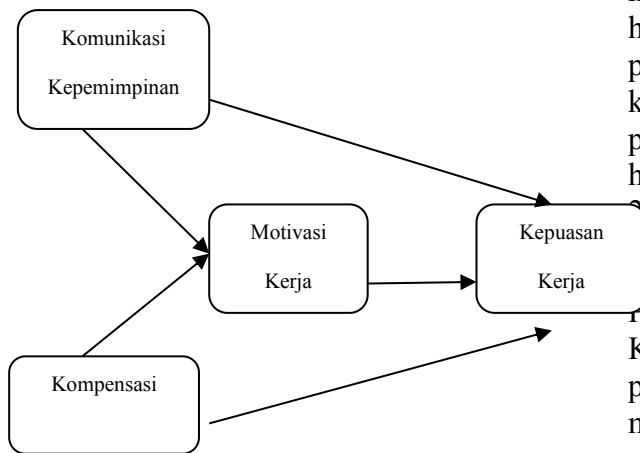 Komunikasi
Kepemimpinan
Motivasi
Kerja
Kepuasan
Kerja
Kompensasi
h
p
k
p
h
K
p
n